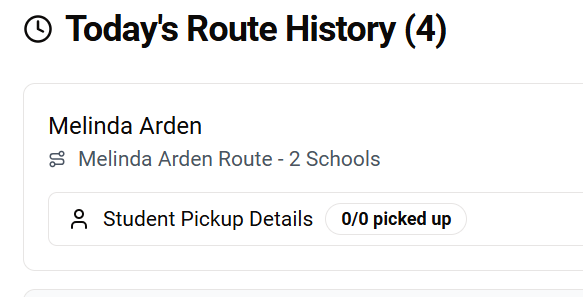 Today's Route History (4)
Melinda Arden
Melinda Arden Route - 2 Schools
Student Pickup Details 0/0 picked up